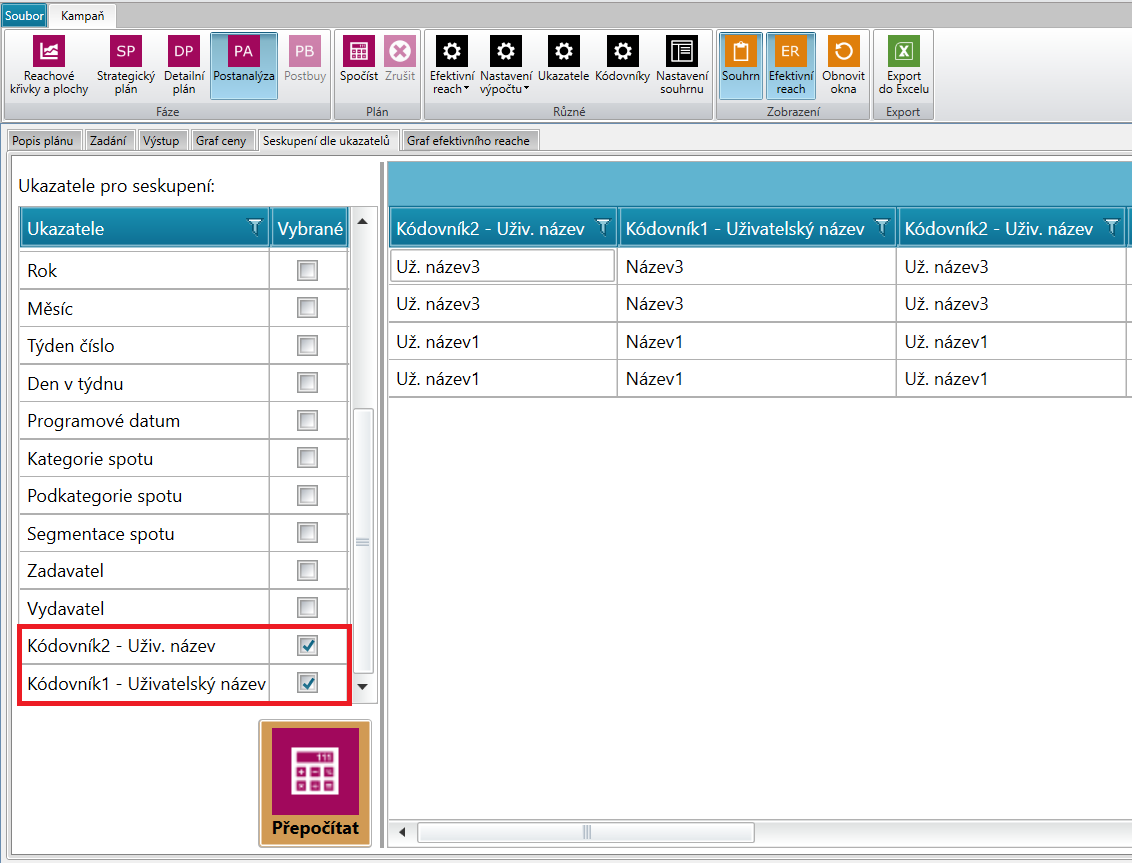 Soubor
Kampaň
SP
DP
PA
PB
ER
Reachové křivky a plochy
Strategický plán
Detailní plán
Postanalýza
Postbuy
Spočíst
Zrušit
Efektivní reach
Nastavení výpočtu
Ukazatele
Kódovníky
Nastavení souhrnu
Souhrn
Efektivní reach
Obnovit okna
Export do Excelu
Fáze
Plán
Různé
Zobrazení
Export
Popis plánu
Zadání
Výstup
Graf ceny
Seskupení dle ukazatelů
Graf efektivního reache
Ukazatele pro seskupení:
Ukazatele
Vybrané
Rok
Měsíc
Týden číslo
Den v týdnu
Programové datum
Kategorie spotu
Podkategorie spotu
Segmentace spotu
Zadavatel
Vydavatel
Kódovník2 - Uživ. název
Kódovník1 - Uživatelský název
Přepočítat
Kódovník2 - Uživ. název
Kódovník1 - Uživatelský název
Kódovník2 - Uživ. název
Už. název3
Název3
Už. název3
Už. název3
Název3
Už. název3
Už. název1
Název1
Už. název1
Už. název1
Název1
Už. název1